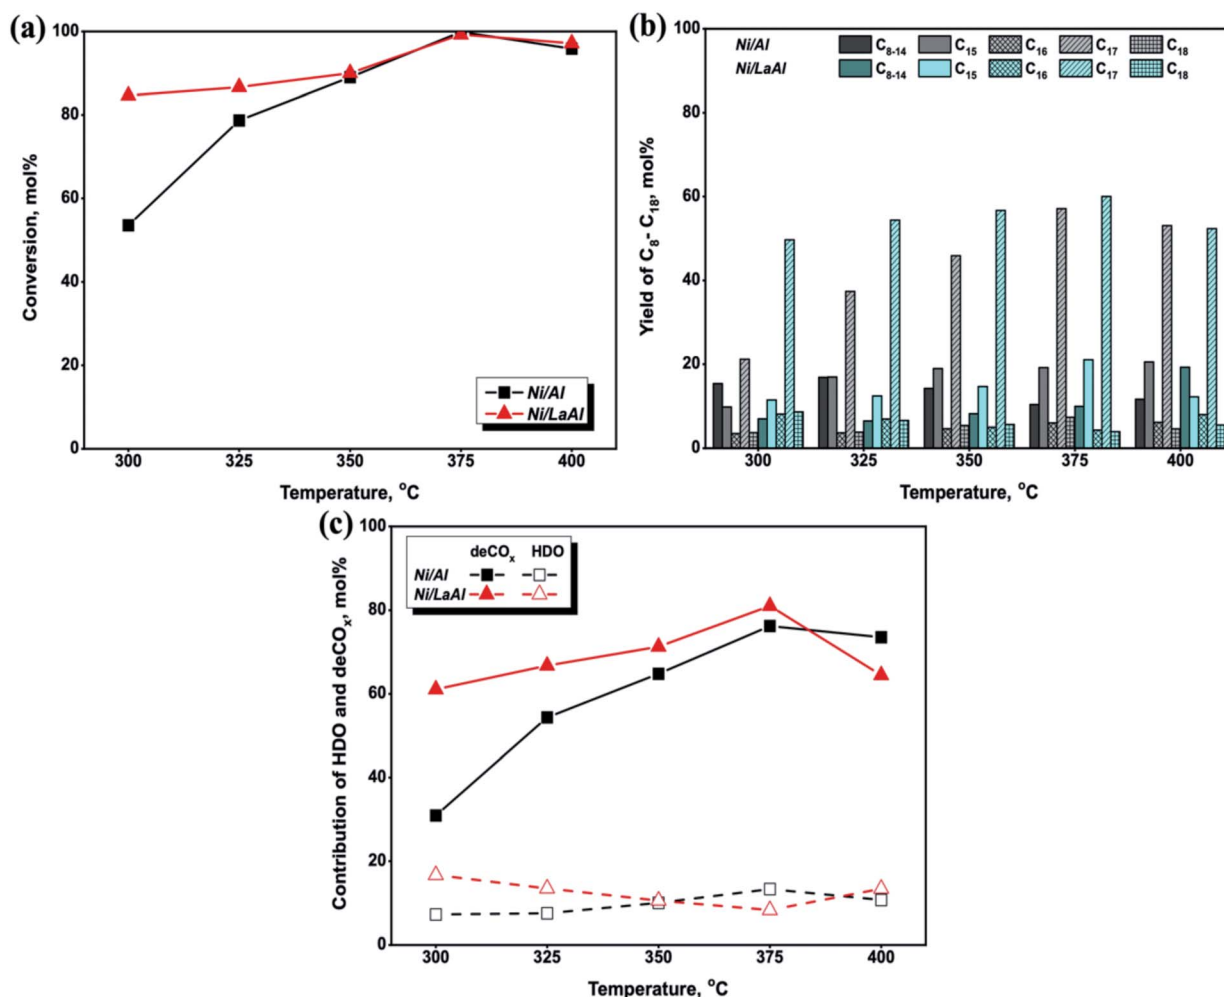 (a)
Conversion, mol%
100
80
60
40
20
0
300 325 350 375 400
Temperature, °C
Ni/Al
Ni/LaAl
(b)
Yield of C₈- C₁₈, mol%
100
80
60
40
20
0
300 325 350 375 400
Temperature, °C
Ni/Al C₈₋₁₄ C₁₅ C₁₆ C₁₇ C₁₈
Ni/LaAl C₈₋₁₄ C₁₅ C₁₆ C₁₇ C₁₈
(c)
Contribution of HDO and deCOₓ, mol%
100
80
60
40
20
0
300 325 350 375 400
Temperature, °C
deCOₓ HDO
Ni/Al
Ni/LaAl